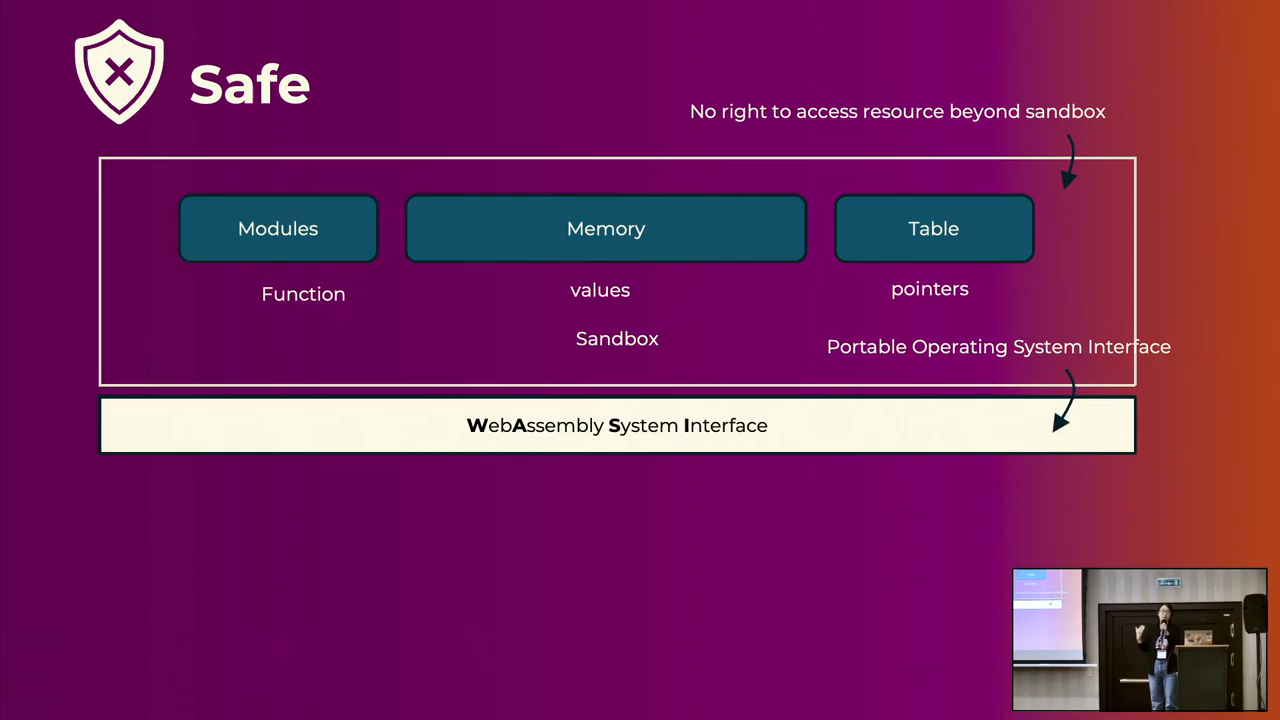 Safe
No right to access resource beyond sandbox
Modules
Memory
Table
Function
values
pointers
Sandbox
Portable Operating System Interface
WebAssembly System Interface